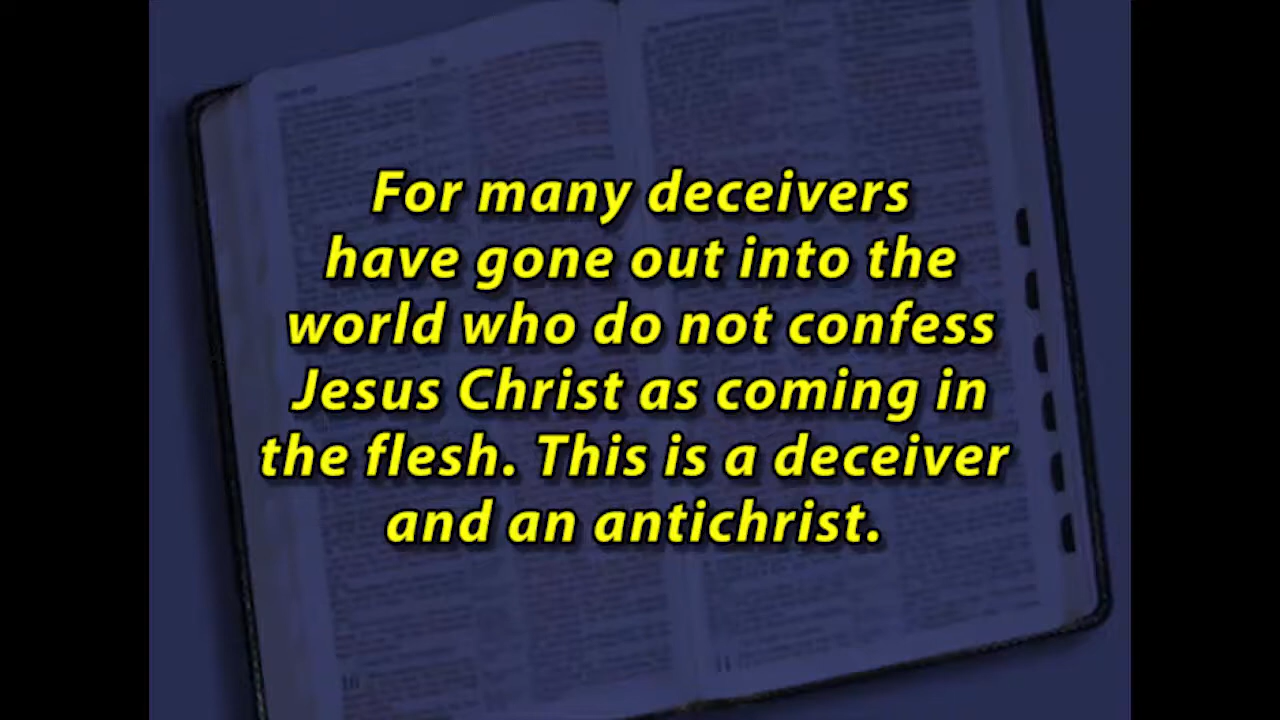 For many deceivers
have gone out into the
world who do not confess
Jesus Christ as coming in
the flesh. This is a deceiver
and an antichrist.